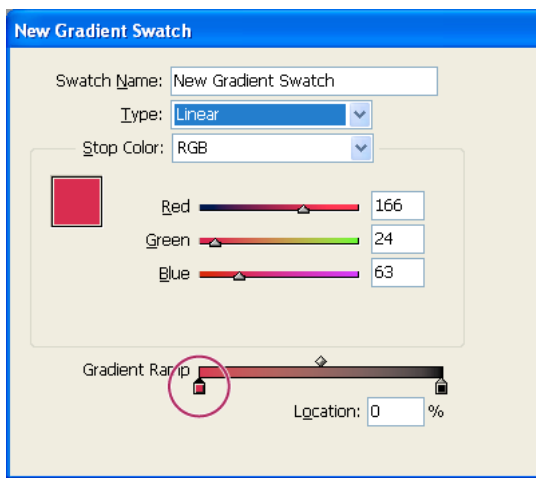 New Gradient Swatch
Swatch Name: New Gradient Swatch
Type: Linear
Stop Color: RGB
Red 166
Green 24
Blue 63
Gradient Ramp
Location: 0 %